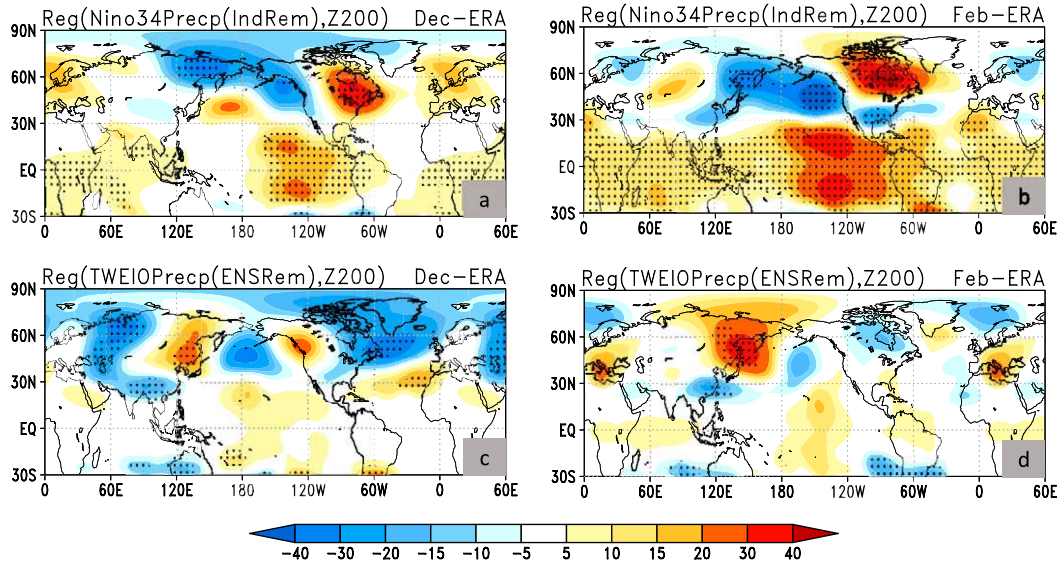 Reg(Nino34Precp(IndRem),Z200) Dec-ERA
90N
60N
30N
EQ
30S
0 60E 120E 180 120W 60W 0 60E
a
Reg(Nino34Precp(IndRem),Z200) Feb-ERA
90N
60N
30N
EQ
30S
0 60E 120E 180 120W 60W 0 60E
b
Reg(TWEIOPrecp(ENSRem),Z200) Dec-ERA
90N
60N
30N
EQ
30S
0 60E 120E 180 120W 60W 0 60E
c
Reg(TWEIOPrecp(ENSRem),Z200) Feb-ERA
90N
60N
30N
EQ
30S
0 60E 120E 180 120W 60W 0 60E
d
-40 -30 -20 -15 -10 -5 5 10 15 20 30 40